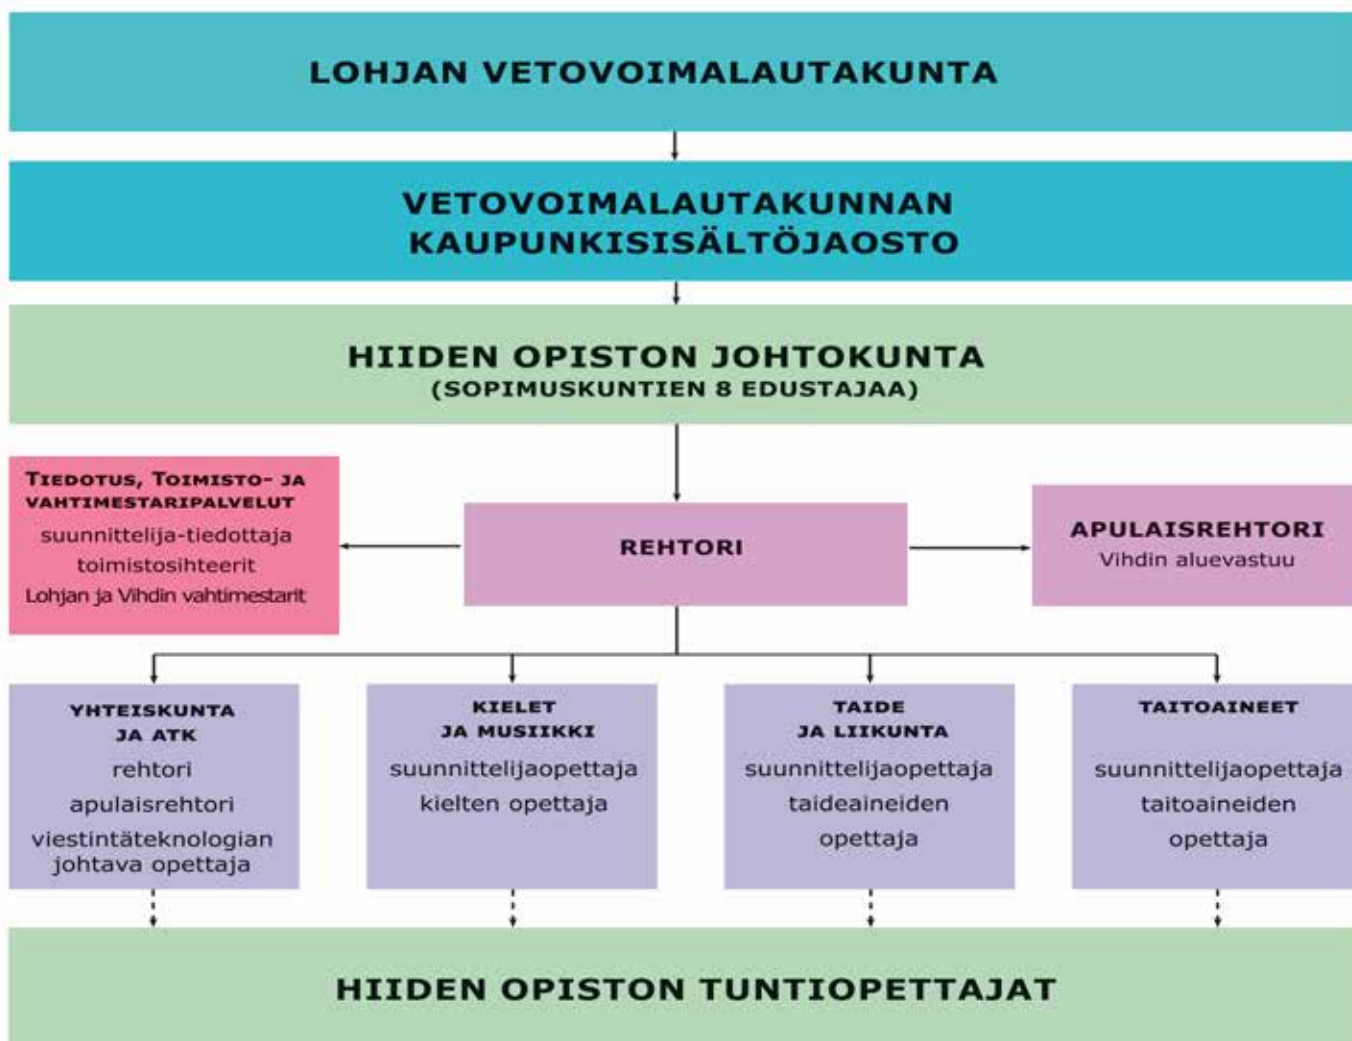 LOHJAN VETOVOIMALAUTAKUNTA
VETOVOIMALAUTAKUNNAN
KAUPUNKISISÄLTÖJAOSTO
HIIDEN OPISTON JOHTOKUNTA
(SOPIMUSKUNTIEN 8 EDUSTAJAA)
TIEDOTUS, TOIMISTO- JA
VAHTIMESTARIPALVELUT
suunnittelija-tiedottaja
toimistosihteerit
Lohjan ja Vihdin vahtimestarit
REHTORI
APULAISREHTORI
Vihdin aluevastuu
YHTEISKUNTA
JA ATK
rehtori
apulaisrehtori
viestintäteknologian
johtava opettaja
KIELET
JA MUSIIKKI
suunnittelijaopettaja
kielten opettaja
TAIDE
JA LIIKUNTA
suunnittelijaopettaja
taideaineiden
opettaja
TAITOAINEET
suunnittelijaopettaja
taitoaineiden
opettaja
HIIDEN OPISTON TUNTIOPETTAJAT